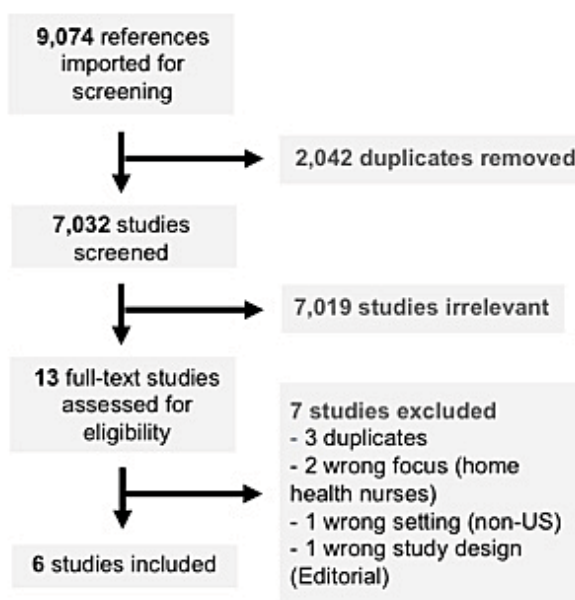 9,074 references
imported for
screening
2,042 duplicates removed
7,032 studies
screened
7,019 studies irrelevant
13 full-text studies
assessed for
eligibility
7 studies excluded
- 3 duplicates
- 2 wrong focus (home
health nurses)
- 1 wrong setting (non-US)
- 1 wrong study design
(Editorial)
6 studies included